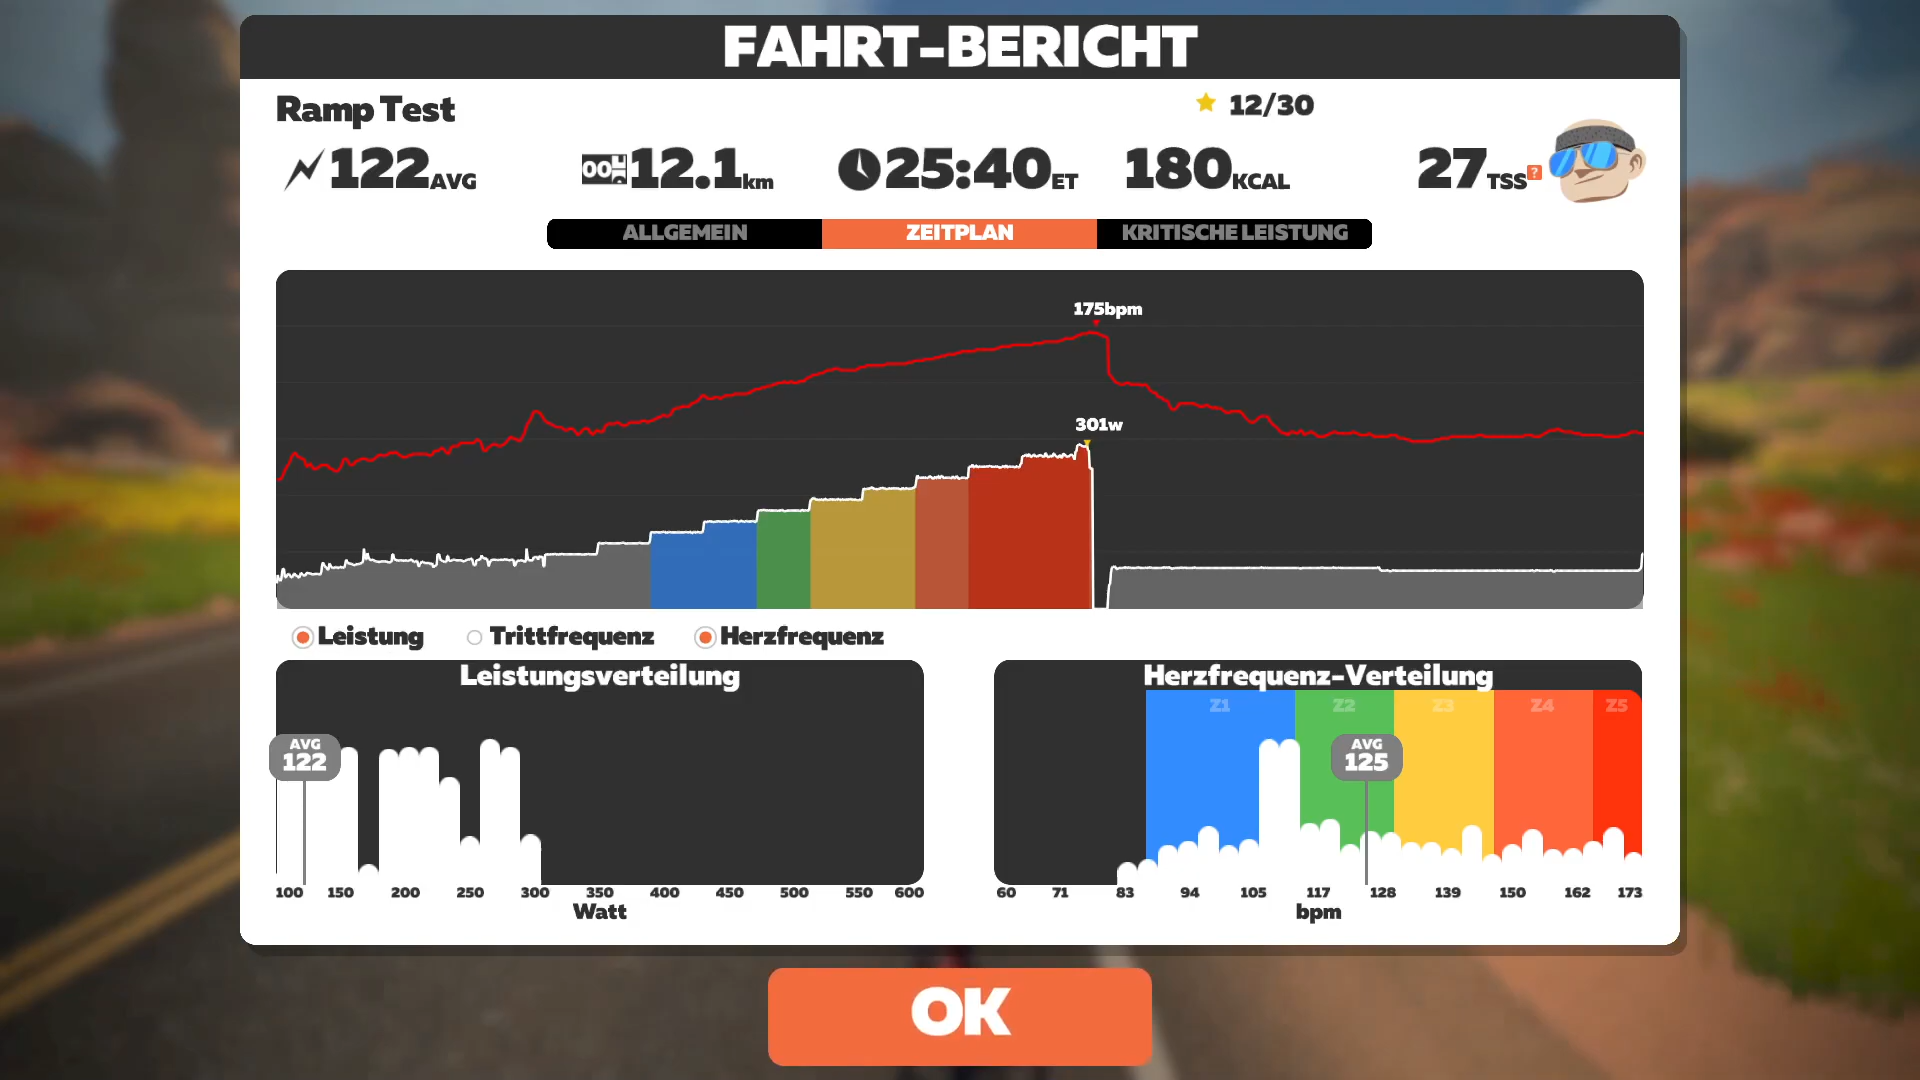 FAHRT-BERICHT
Ramp Test
12/30
122AVG
12.1km
25:40ET
180KCAL
27TSS?
ALLGEMEIN
ZEITPLAN
KRITISCHE LEISTUNG
175bpm
301w
Leistung
Trittfrequenz
Herzfrequenz
Leistungsverteilung
AVG
122
100 150 200 250 300 350 400 450 500 550 600
Watt
Herzfrequenz-Verteilung
Z1 Z2 Z3 Z4 Z5
AVG
125
60 71 83 94 105 117 128 139 150 162 173
bpm
OK